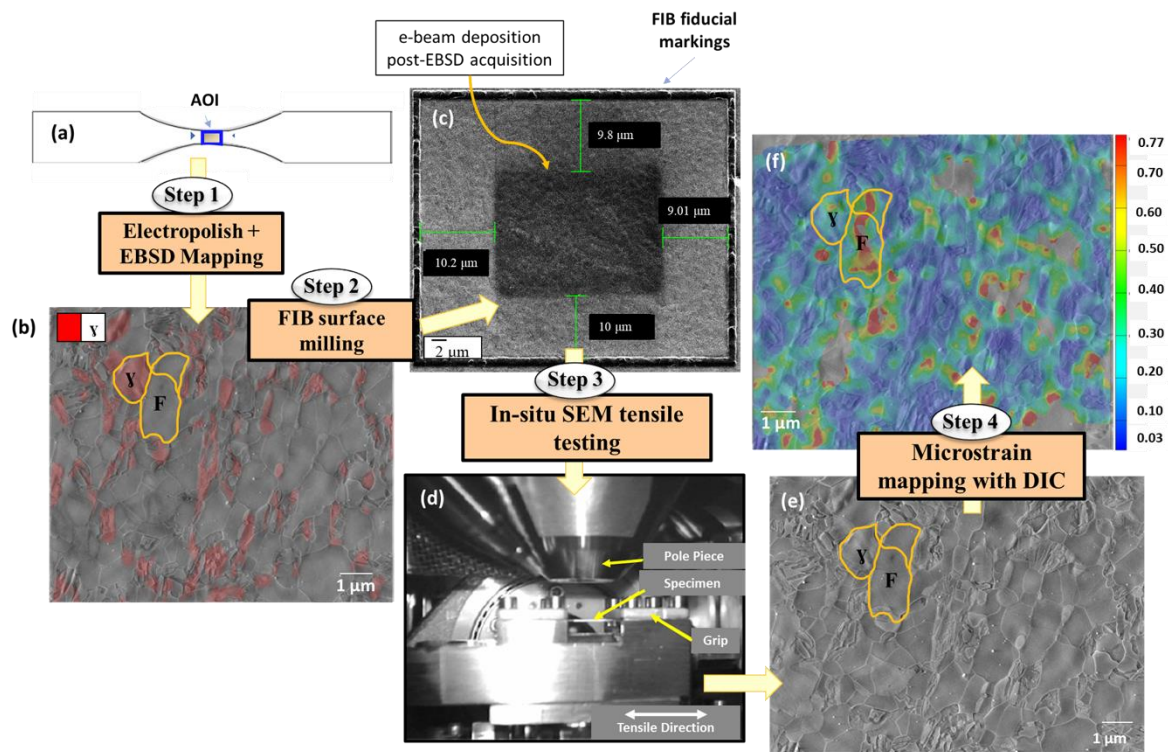 (a)
AOI
Step 1
Electropolish +
EBSD Mapping
(b)
ɣ
ɣ
F
1 μm
Step 2
FIB surface
milling
e-beam deposition
post-EBSD acquisition
FIB fiducial
markings
(c)
9.8 μm
9.01 μm
10.2 μm
10 μm
2 μm
Step 3
In-situ SEM tensile
testing
(d)
Pole Piece
Specimen
Grip
Tensile Direction
(e)
ɣ
F
1 μm
Step 4
Microstrain
mapping with DIC
(f)
ɣ
F
1 μm
0.77
0.70
0.60
0.50
0.40
0.30
0.20
0.10
0.03